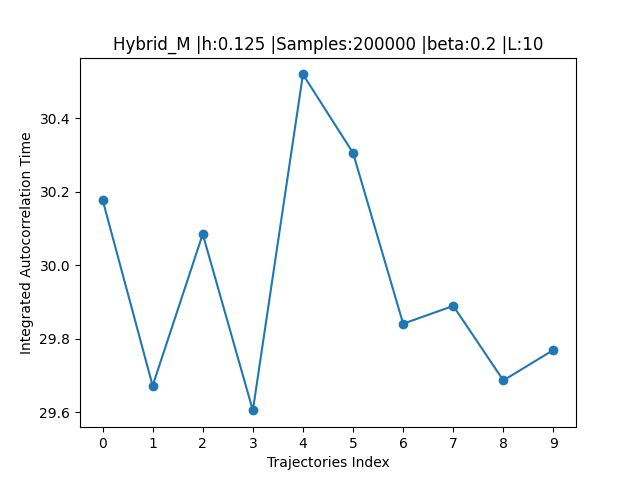 Hybrid_M |h:0.125 |Samples:200000 |beta:0.2 |L:10
Integrated Autocorrelation Time
30.4
30.2
30.0
29.8
29.6
0 1 2 3 4 5 6 7 8 9
Trajectories Index